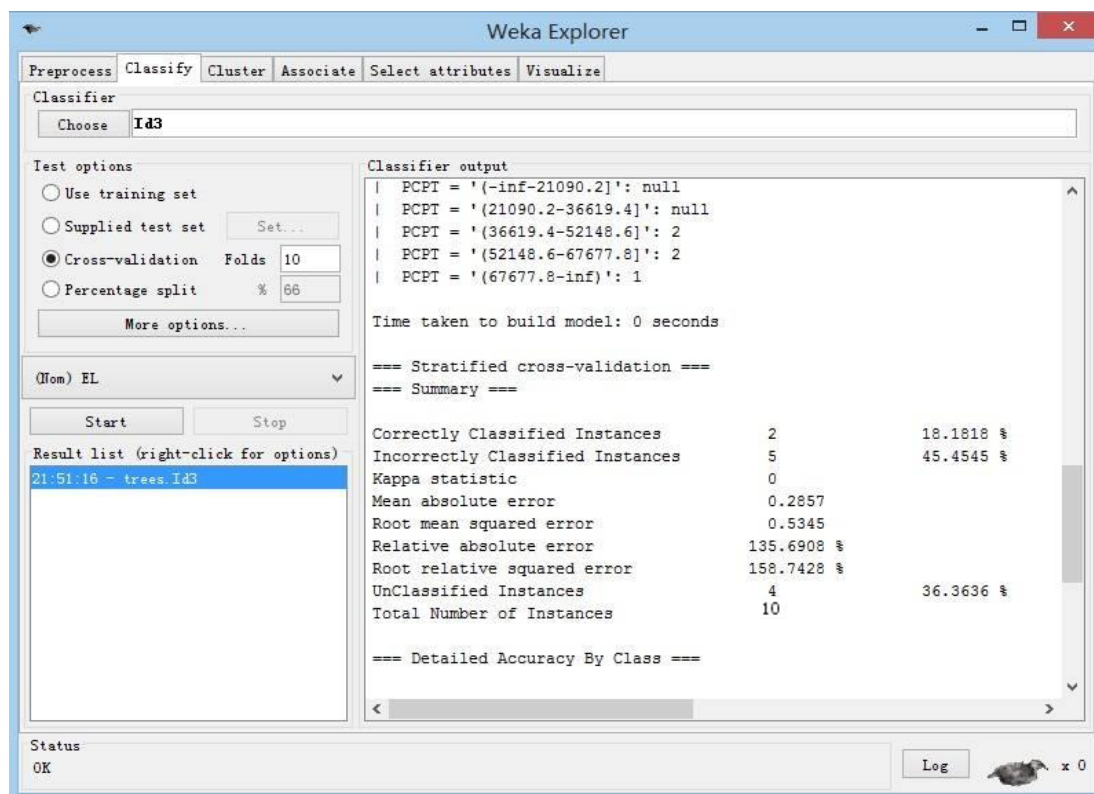 Weka Explorer
Preprocess Classify Cluster Associate Select attributes Visualize
Classifier
Choose Id3
Test options
Use training set
Supplied test set Set...
Cross-validation Folds 10
Percentage split % 66
More options...
(Nom) EL
Start Stop
Result list (right-click for options)
21:51:16 - trees.Id3
Classifier output
| PCPT = '(-inf-21090.2]': null
| PCPT = '(21090.2-36619.4]': null
| PCPT = '(36619.4-52148.6]': 2
| PCPT = '(52148.6-67677.8]': 2
| PCPT = '(67677.8-inf)': 1
Time taken to build model: 0 seconds
=== Stratified cross-validation ===
=== Summary ===
Correctly Classified Instances 2 18.1818 %
Incorrectly Classified Instances 5 45.4545 %
Kappa statistic 0
Mean absolute error 0.2857
Root mean squared error 0.5345
Relative absolute error 135.6908 %
Root relative squared error 158.7428 %
UnClassified Instances 4 36.3636 %
Total Number of Instances 10
=== Detailed Accuracy By Class ===
Status
OK
Log x 0